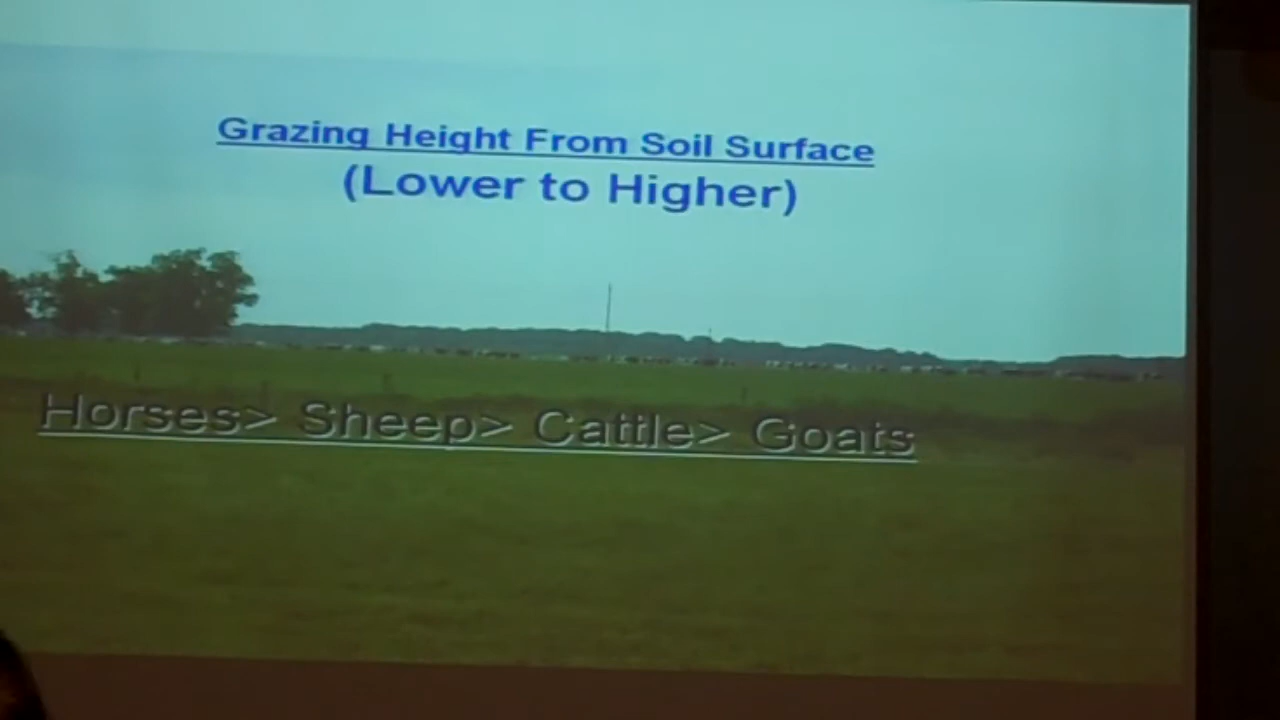 Grazing Height From Soil Surface
(Lower to Higher)
Horses> Sheep> Cattle> Goats